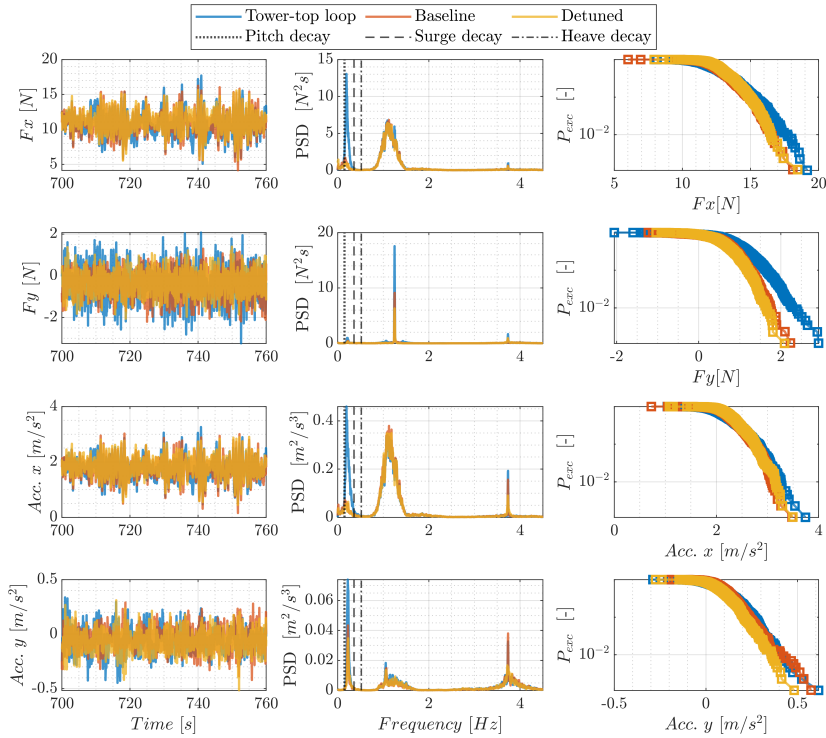 Tower-top loop Baseline Detuned
Pitch decay Surge decay Heave decay
Fx [N]
20
15
10
5
700 720 740 760
PSD [N²s]
15
10
5
0
0 2 4
P_exc [-]
10⁻²
5 10 15 20
Fx[N]
Fy [N]
2
0
-2
700 720 740 760
PSD [N²s]
20
10
0
0 2 4
P_exc [-]
10⁻²
-2 0 2
Fy[N]
Acc. x [m/s²]
4
2
0
700 720 740 760
PSD [m²/s³]
0.4
0.2
0
0 2 4
P_exc [-]
10⁻²
0 2 4
Acc. x [m/s²]
Acc. y [m/s²]
0.5
0
-0.5
700 720 740 760
Time [s]
PSD [m²/s³]
0.06
0.04
0.02
0
0 2 4
Frequency [Hz]
P_exc [-]
10⁻²
-0.5 0 0.5
Acc. y [m/s²]